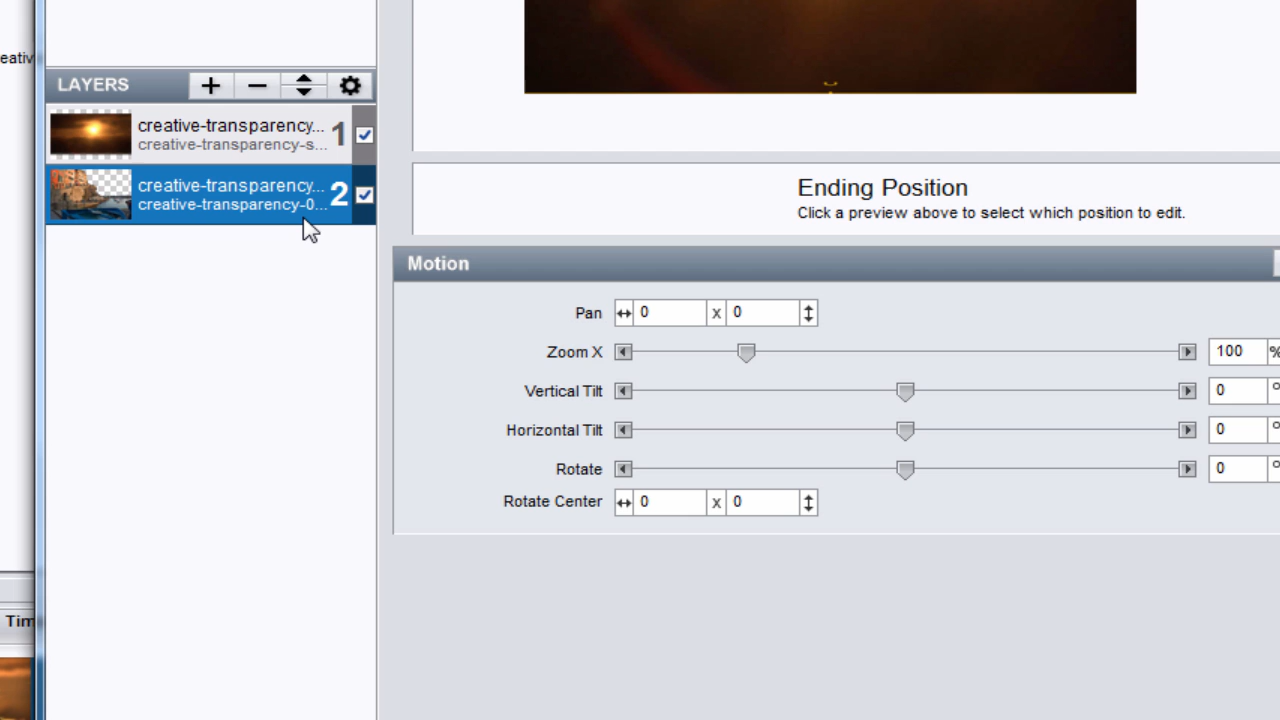 eativ
LAYERS
creative-transparency...
creative-transparency-s...
1
creative-transparency...
creative-transparency-0...
2
Ending Position
Click a preview above to select which position to edit.
Motion
Pan 0 x 0
Zoom X 100 %
Vertical Tilt 0 °
Horizontal Tilt 0 °
Rotate 0 °
Rotate Center 0 x 0
Tim